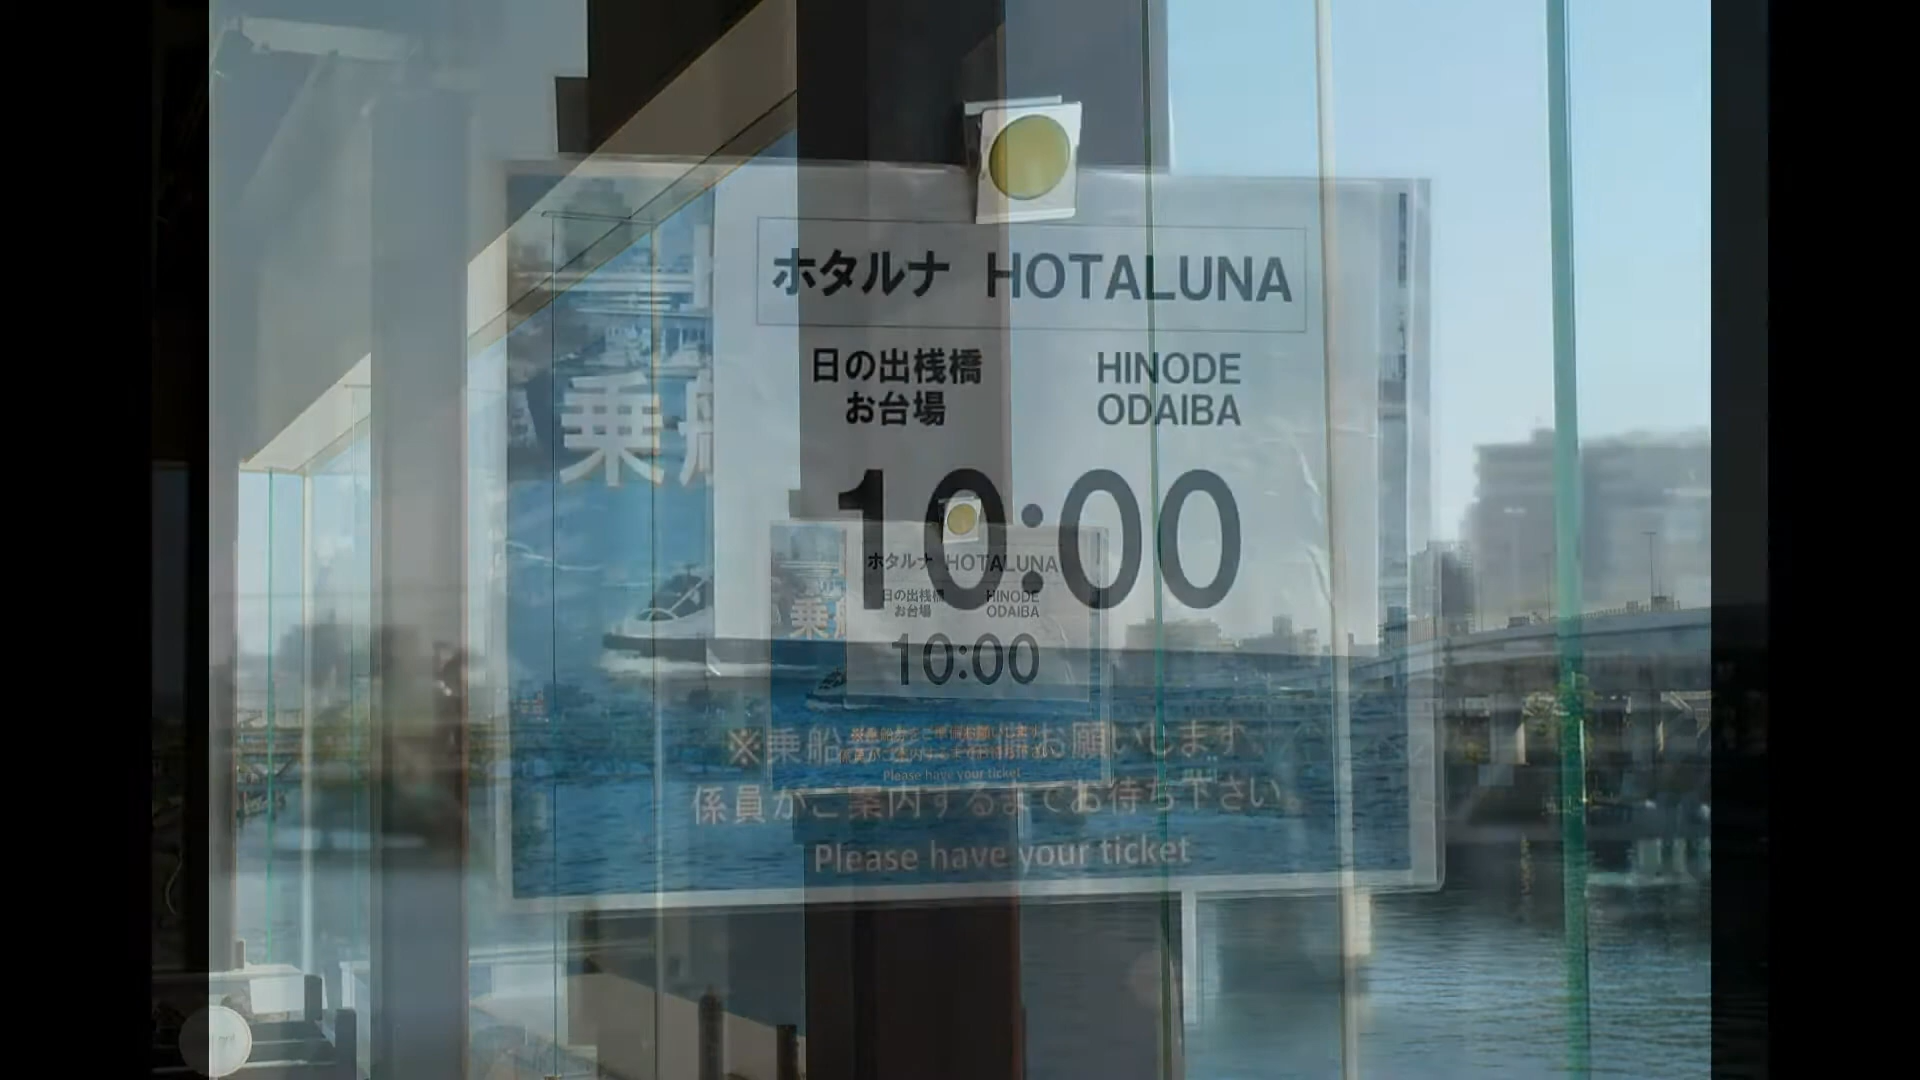 ホタルナ HOTALUNA
日の出桟橋 HINODE
お台場 ODAIBA
10:00
乗
ホタルナ HOTALUNA
日の出桟橋 HINODE
お台場 ODAIBA
10:00
乗
Please have your ticket
※乗船 お願いします。
係員がご案内するまでお待ち下さい。
Please have your ticket